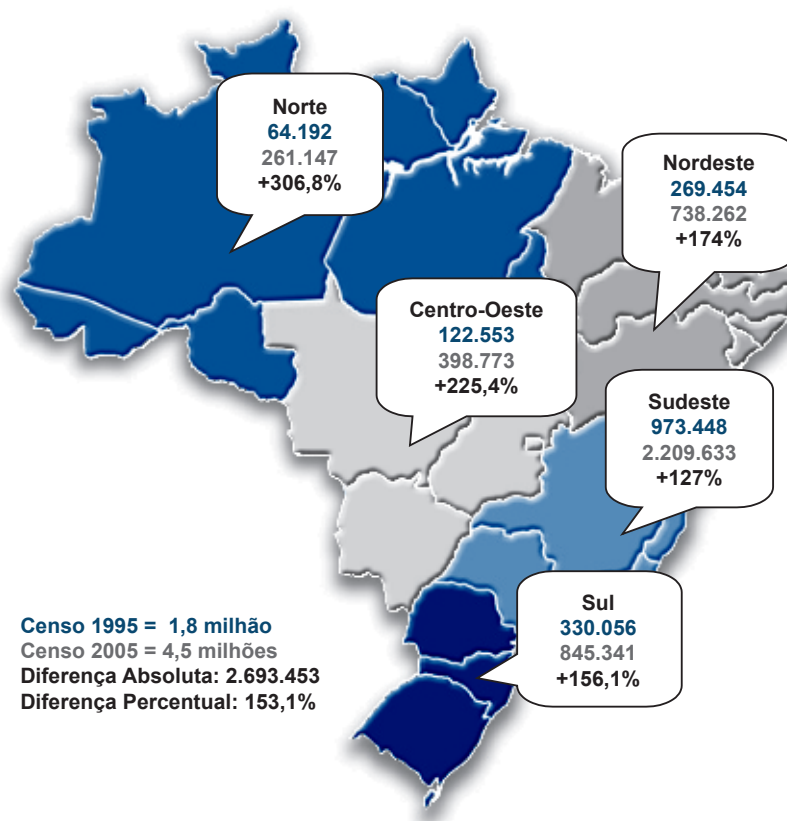 Norte
64.192
261.147
+306,8%
Nordeste
269.454
738.262
+174%
Centro-Oeste
122.553
398.773
+225,4%
Sudeste
973.448
2.209.633
+127%
Sul
330.056
845.341
+156,1%
Censo 1995 = 1,8 milhão
Censo 2005 = 4,5 milhões
Diferença Absoluta: 2.693.453
Diferença Percentual: 153,1%